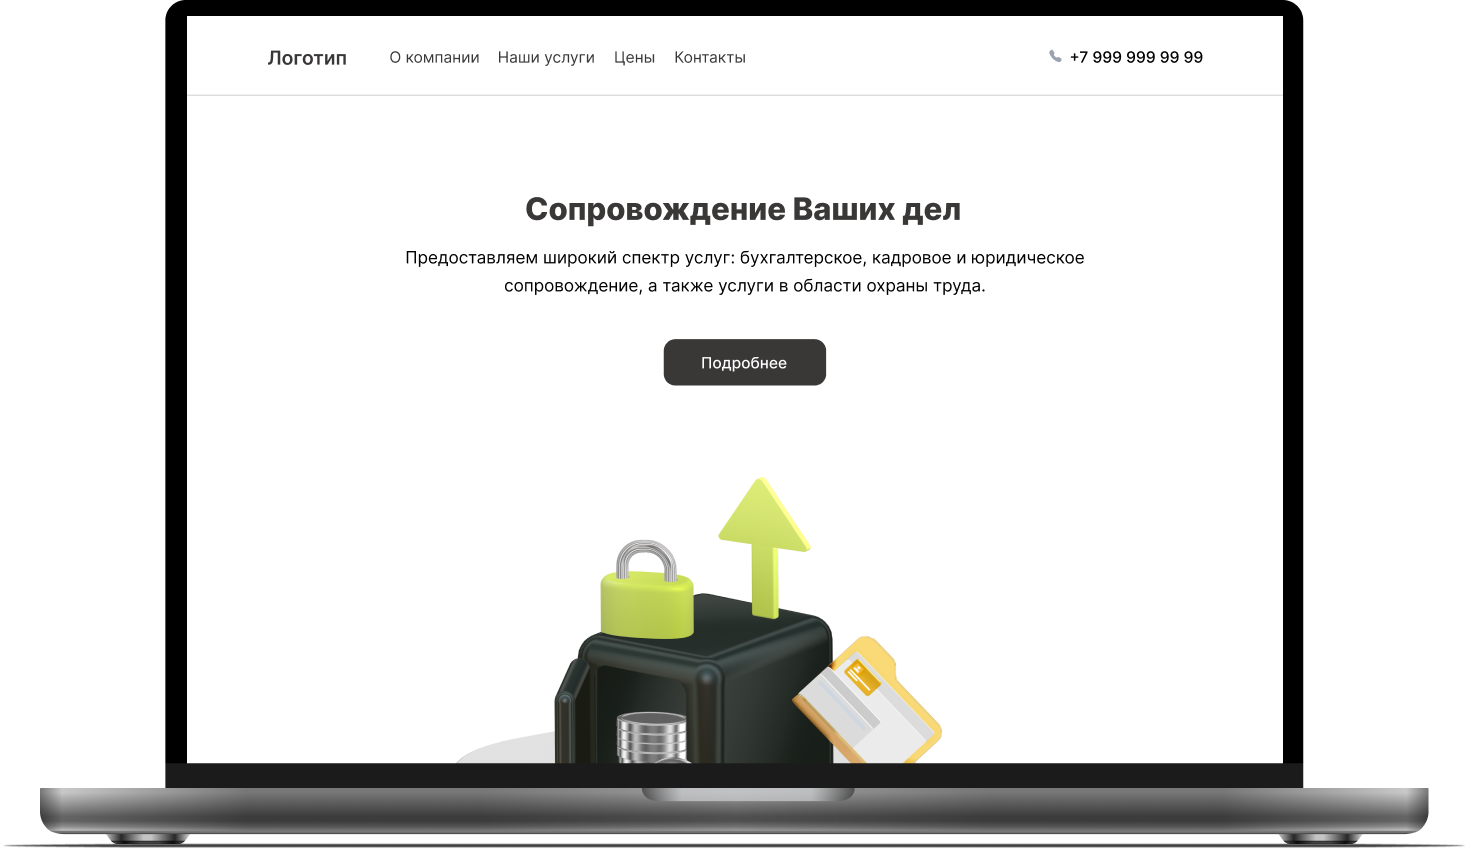 Логотип О компании Наши услуги Цены Контакты +7 999 999 99 99
Сопровождение Ваших дел
Предоставляем широкий спектр услуг: бухгалтерское, кадровое и юридическое
сопровождение, а также услуги в области охраны труда.
Подробнее